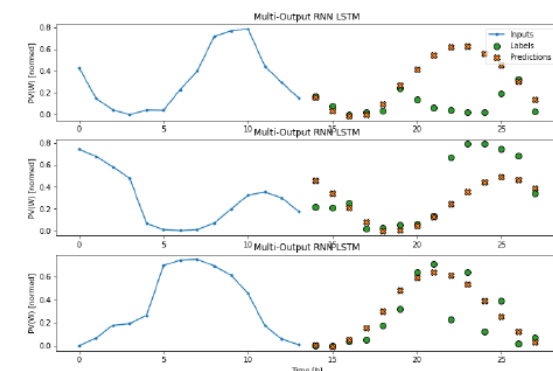 Multi-Output RNN LSTM
PV(W) [normed]
0.8
0.6
0.4
0.2
0.0
Inputs
Labels
Predictions
0 5 10 15 20 25
Multi-Output RNN LSTM
PV(W) [normed]
0.8
0.6
0.4
0.2
0.0
0 5 10 15 20 25
Multi-Output RNN LSTM
PV(W) [normed]
0.6
0.4
0.2
0.0
0 5 10 15 20 25
Time [h]